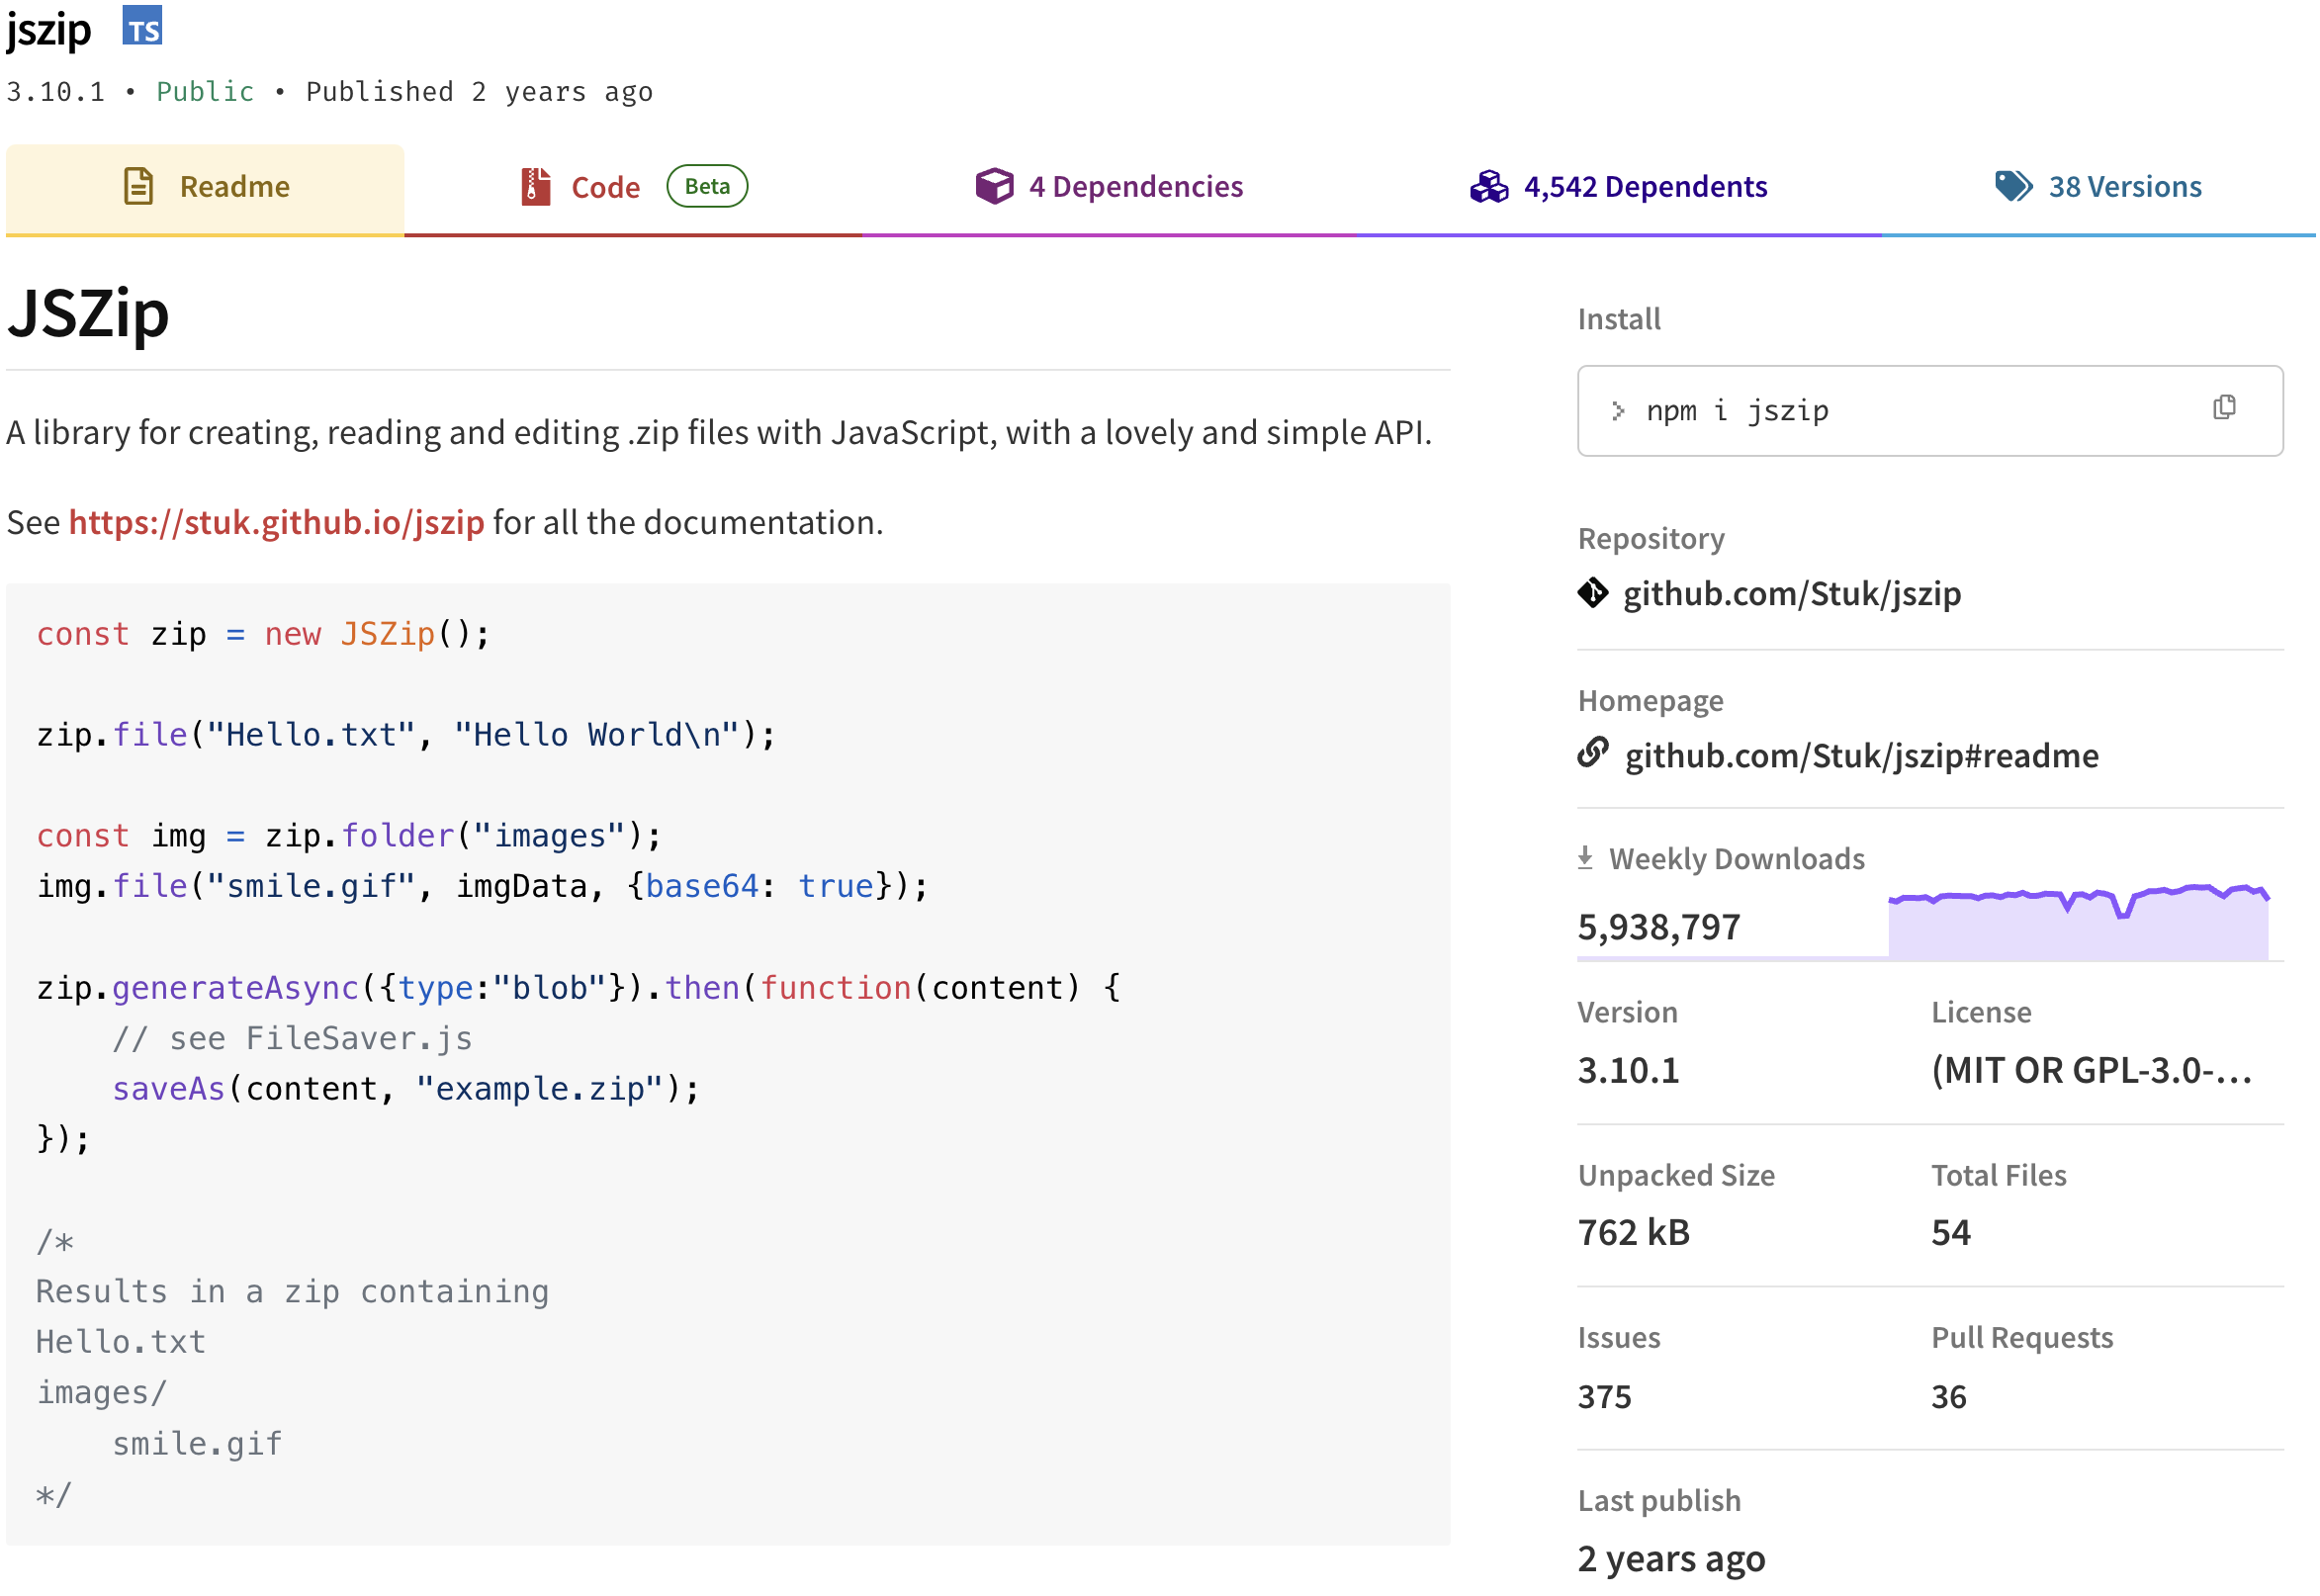 jszip TS
3.10.1 • Public • Published 2 years ago
Readme
Code Beta
4 Dependencies
4,542 Dependents
38 Versions
JSZip
A library for creating, reading and editing .zip files with JavaScript, with a lovely and simple API.
See https://stuk.github.io/jszip for all the documentation.
const zip = new JSZip();
zip.file("Hello.txt", "Hello World\n");
const img = zip.folder("images");
img.file("smile.gif", imgData, {base64: true});
zip.generateAsync({type:"blob"}).then(function(content) {
    // see FileSaver.js
    saveAs(content, "example.zip");
});
/*
Results in a zip containing
Hello.txt
images/
    smile.gif
*/
Install
> npm i jszip
Repository
github.com/Stuk/jszip
Homepage
github.com/Stuk/jszip#readme
Weekly Downloads
5,938,797
Version
3.10.1
License
(MIT OR GPL-3.0-...
Unpacked Size
762 kB
Total Files
54
Issues
375
Pull Requests
36
Last publish
2 years ago